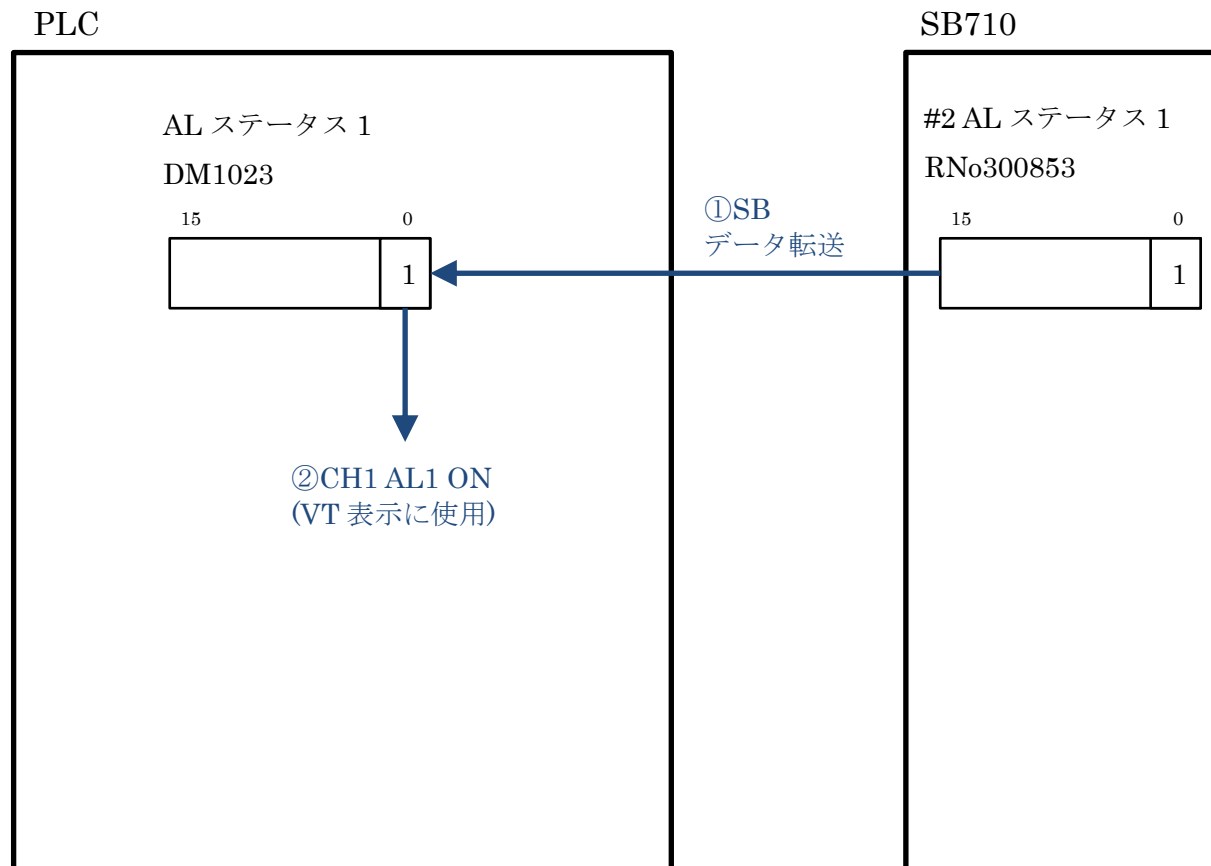 PLC
AL ステータス 1
DM1023
15 0
1
①SB
データ転送
②CH1 AL1 ON
(VT 表示に使用)
SB710
#2 AL ステータス 1
RNo300853
15 0
1